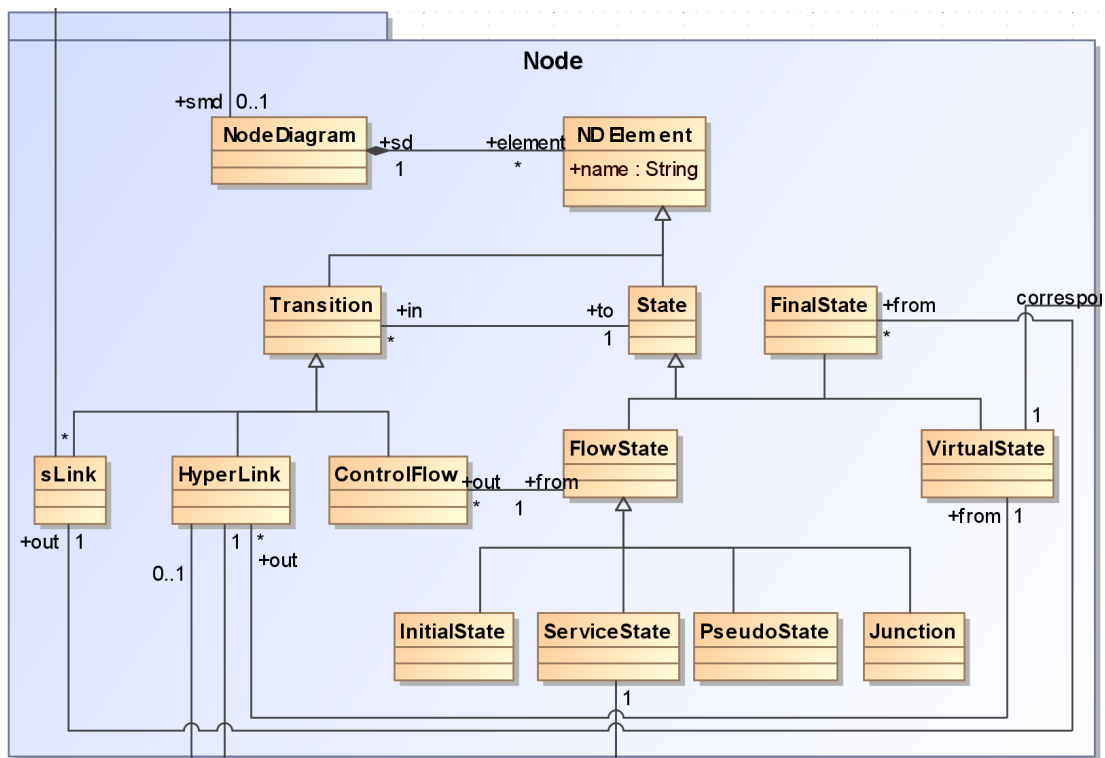 Node
+smd 0..1
NodeDiagram
+sd
1
+element
*
NDElement
+name : String
Transition
+in
*
+to
1
State
FinalState
+from
*
correspor
1
*
sLink
HyperLink
ControlFlow
+out
*
+from
1
FlowState
VirtualState
+out 1
0..1
1
*
+out
+from 1
InitialState
ServiceState
PseudoState
Junction
1